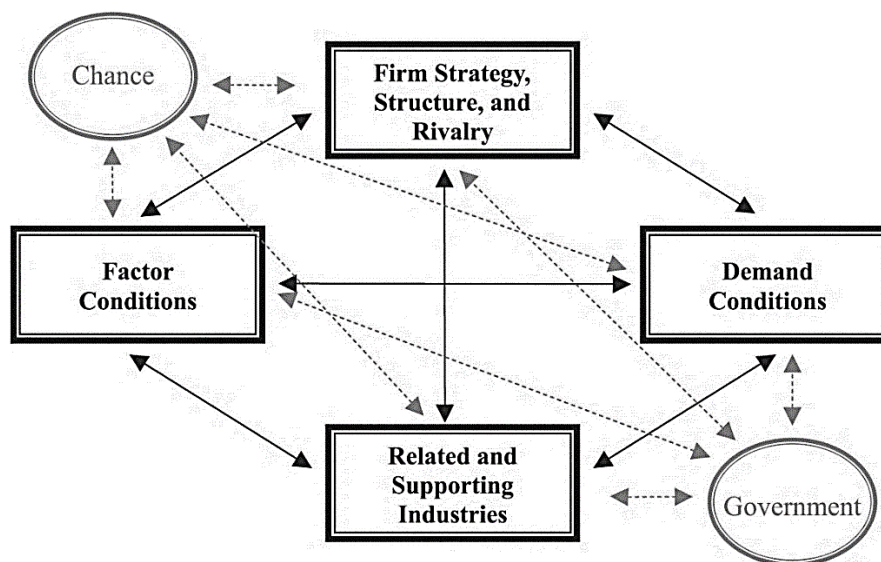 Chance
Firm Strategy,
Structure, and
Rivalry
Factor
Conditions
Demand
Conditions
Related and
Supporting
Industries
Government